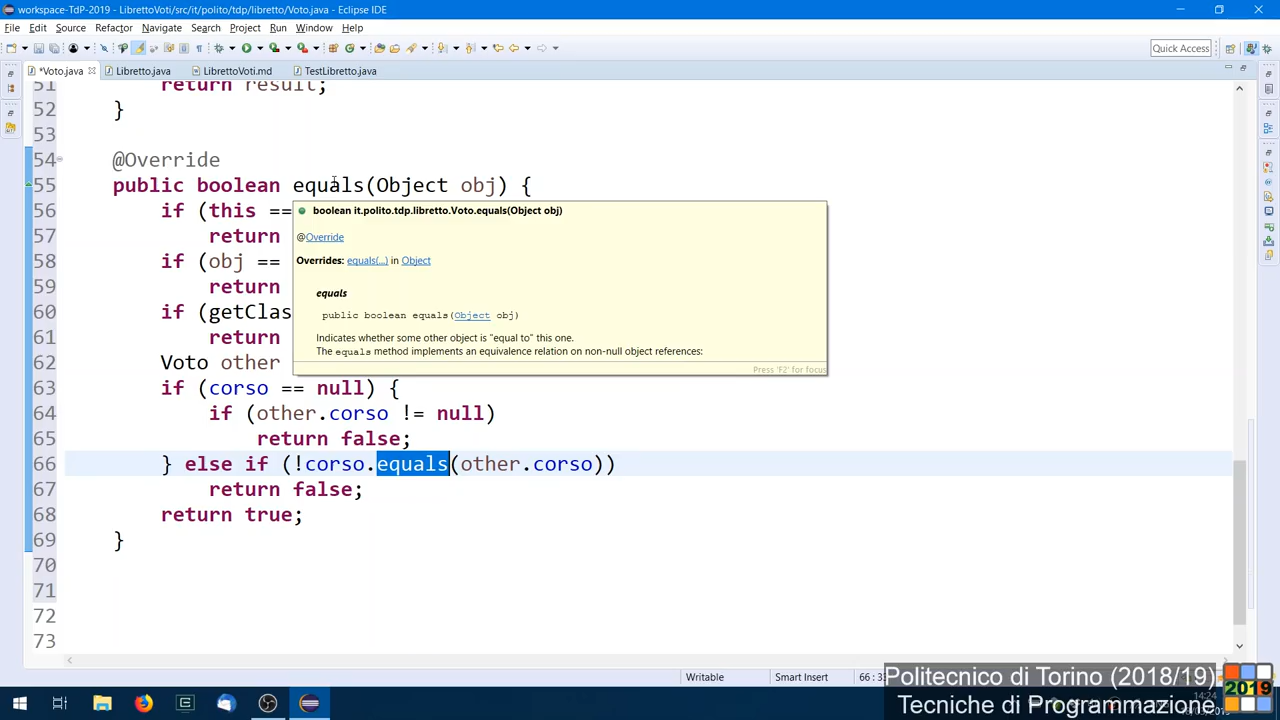 workspace-TdP-2019 - LibrettoVoti/src/it/polito/tdp/libretto/Voto.java - Eclipse IDE
File Edit Source Refactor Navigate Search Project Run Window Help
Quick Access
*Voto.java Libretto.java LibrettoVoti.md TestLibretto.java
51 return result;
52 }
53
54 @Override
55 public boolean equals(Object obj) {
56 if (this ==
57 return
58 if (obj ==
59 return
60 if (getClas
61 return
62 Voto other
63 if (corso == null) {
64 if (other.corso != null)
65 return false;
66 } else if (!corso.equals(other.corso))
67 return false;
68 return true;
69 }
70
71
72
73
boolean it.polito.tdp.libretto.Voto.equals(Object obj)
@Override
Overrides: equals(...) in Object
equals
public boolean equals(Object obj)
Indicates whether some other object is "equal to" this one.
The equals method implements an equivalence relation on non-null object references:
Press 'F2' for focus
Writable Smart Insert 66 : 3
Politecnico di Torino (2018/19)
Tecniche di Programmazione
2019
14:24